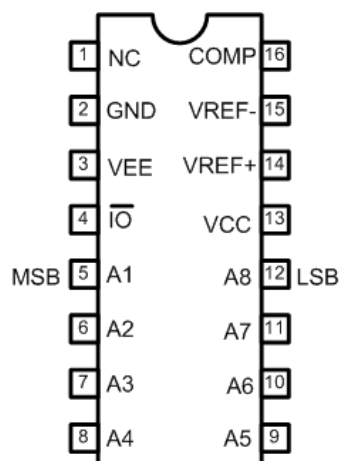 1 NC COMP 16
2 GND VREF- 15
3 VEE VREF+ 14
4 I̅O̅ VCC 13
MSB 5 A1 A8 12 LSB
6 A2 A7 11
7 A3 A6 10
8 A4 A5 9